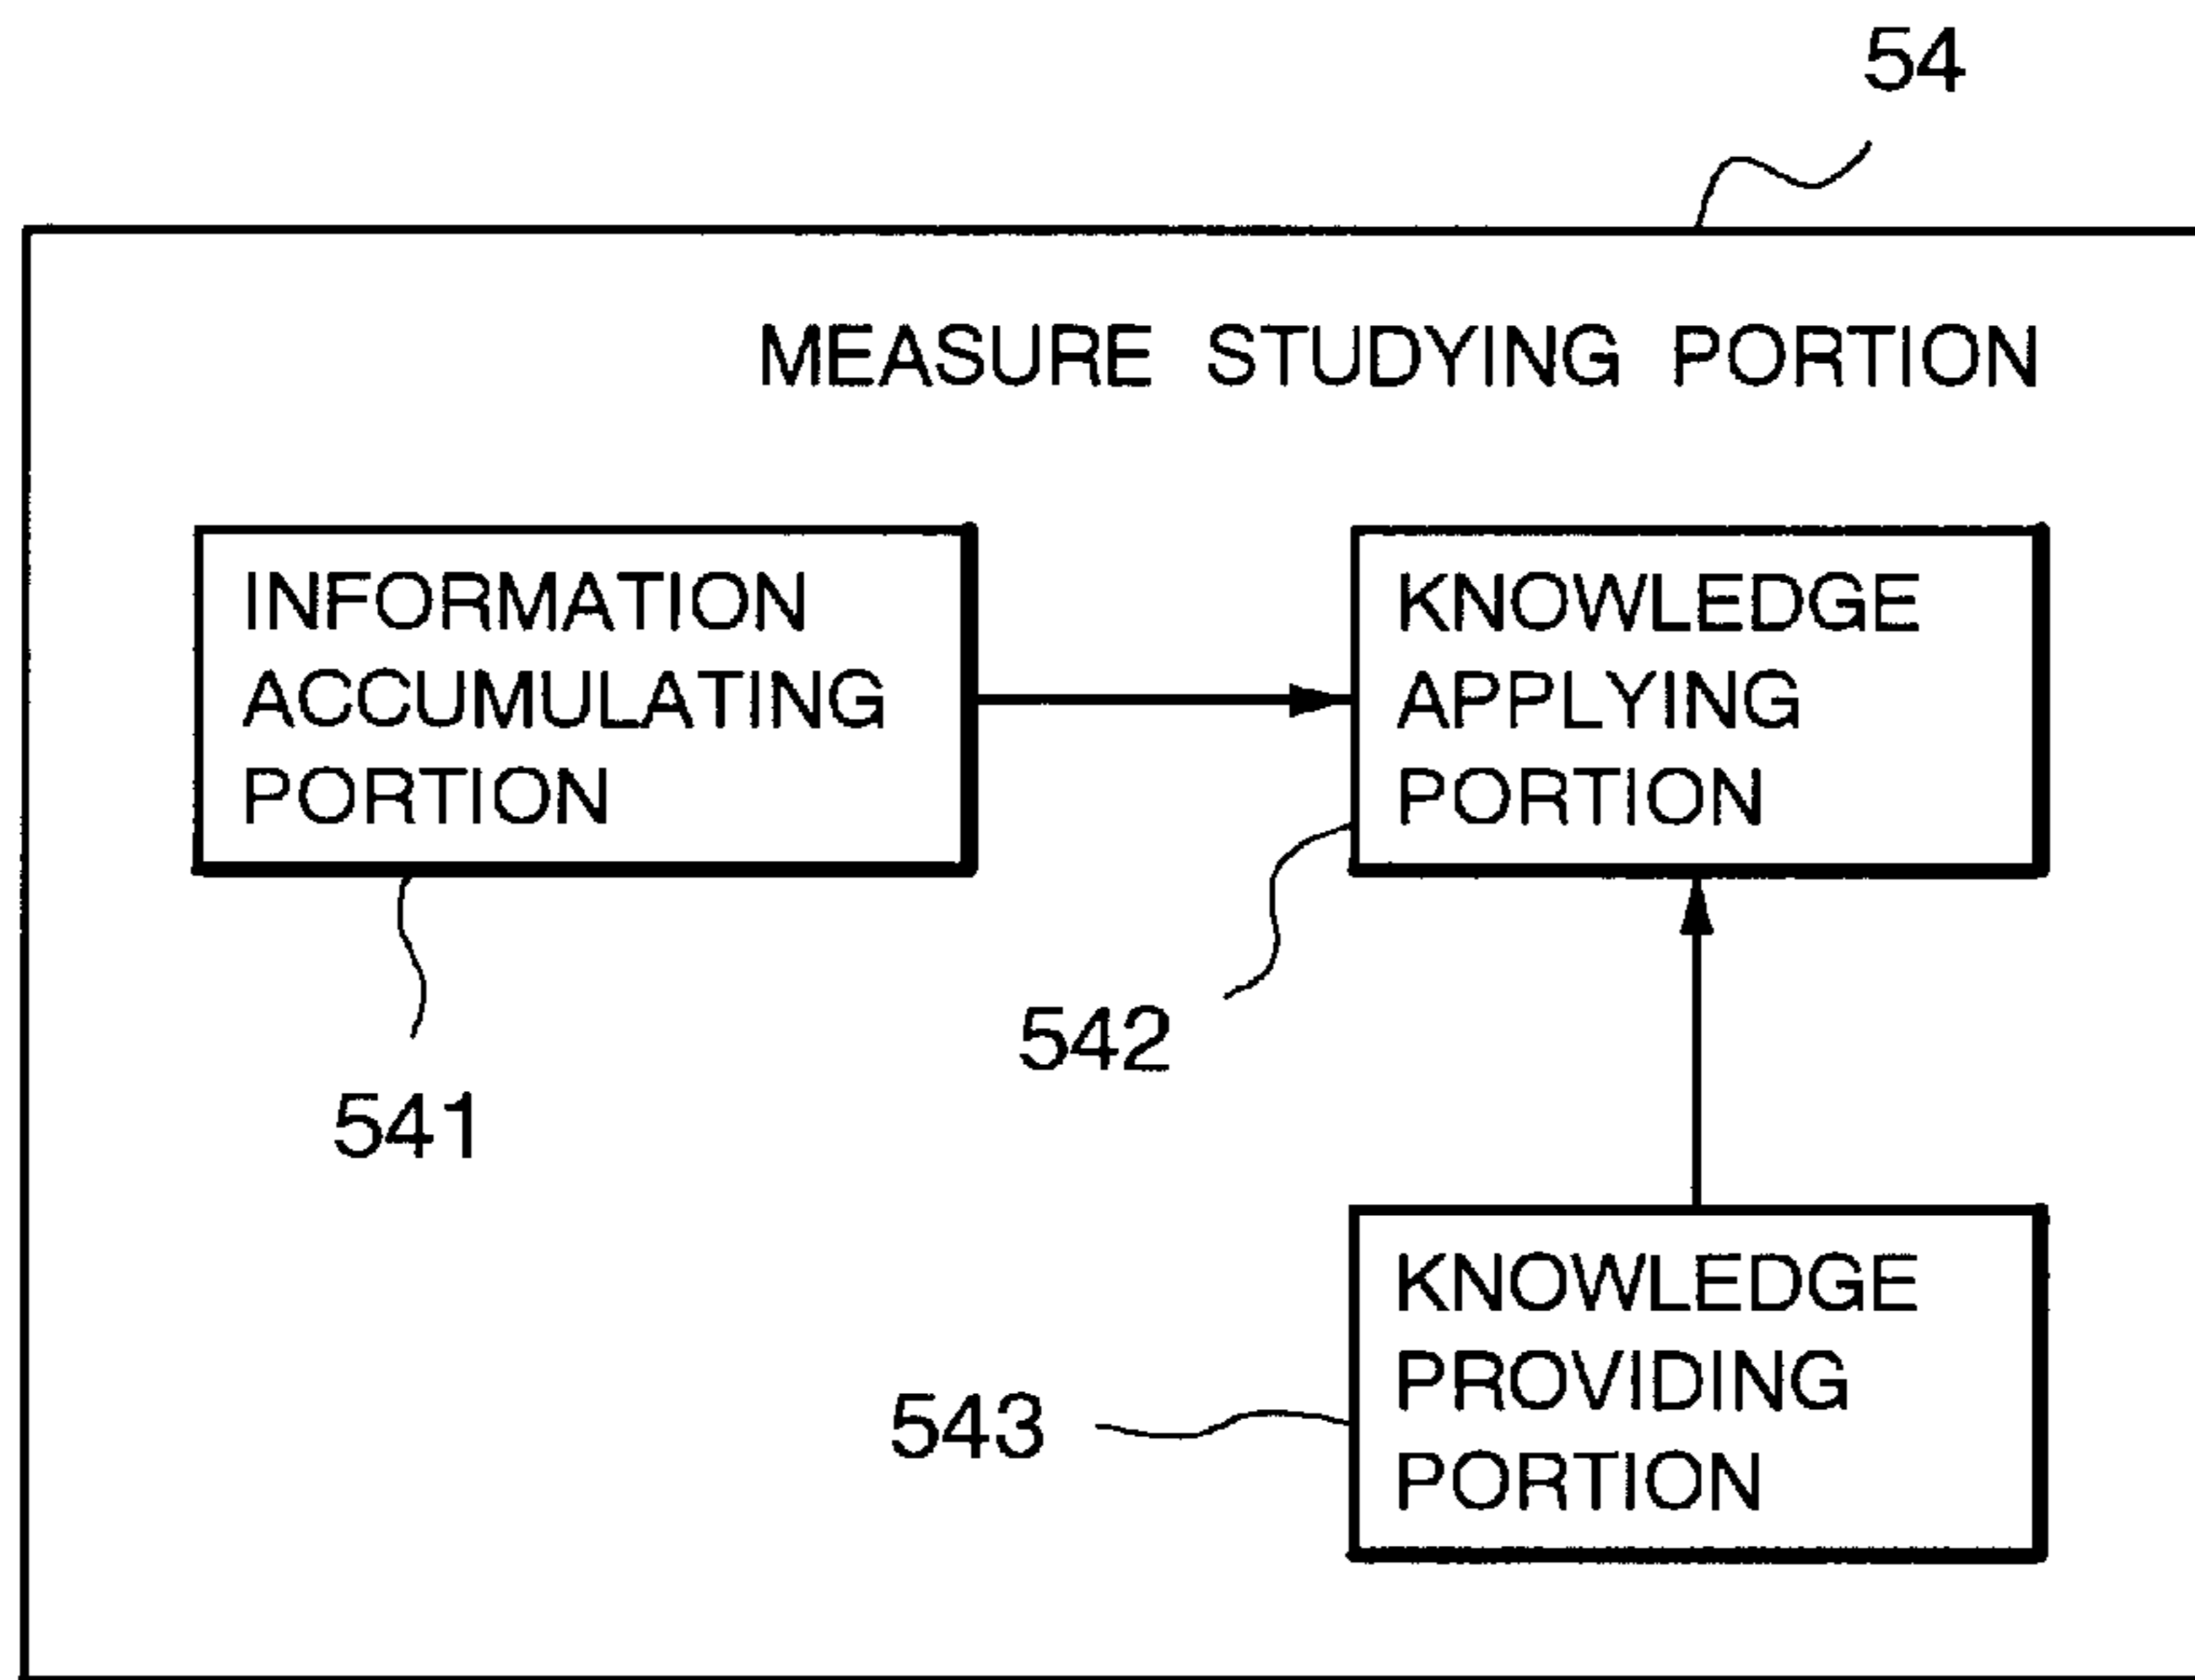 54
MEASURE STUDYING PORTION
INFORMATION
ACCUMULATING
PORTION
KNOWLEDGE
APPLYING
PORTION
542
541
KNOWLEDGE
PROVIDING
PORTION
543